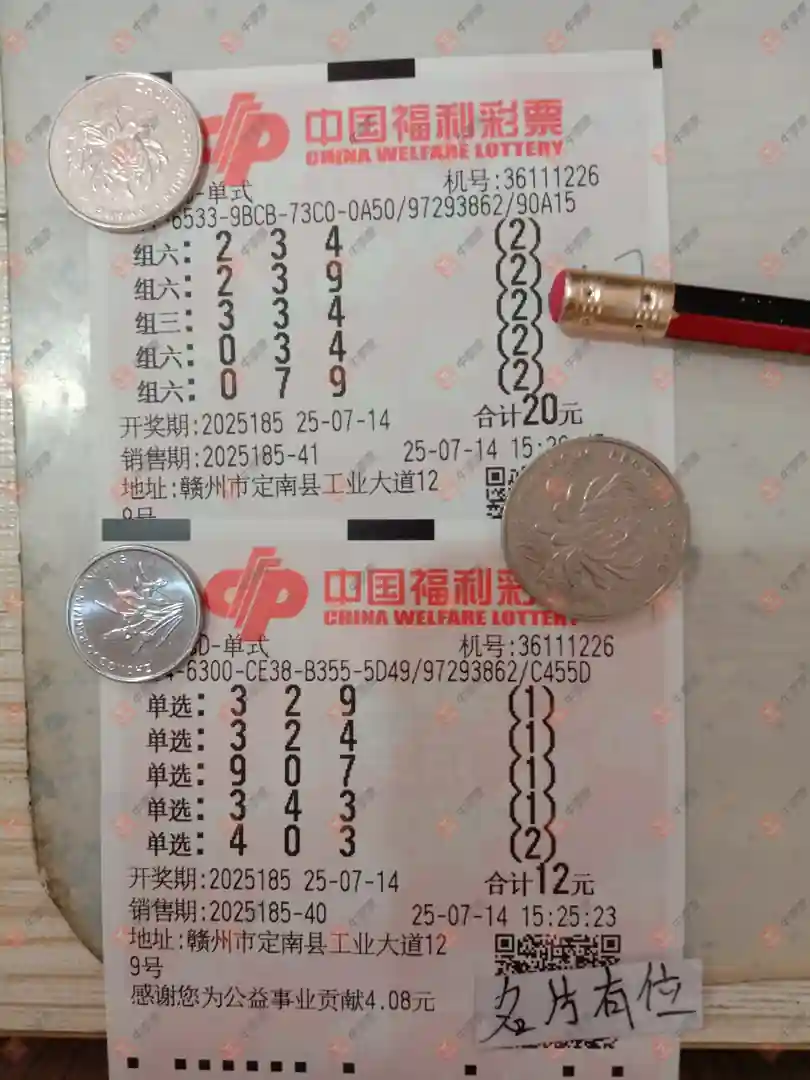 中国福利彩票
CHINA WELFARE LOTTERY
-单式 机号:36111226
-6533-9BCB-73C0-0A50/97293862/90A15
组六: 2 3 4 (2)
组六: 2 3 9 (2)
组三: 3 3 4 (2)
组六: 0 3 4 (2)
组六: 0 7 9 (2)
开奖期:2025185 25-07-14 合计20元
销售期:2025185-41 25-07-14 15:
地址:赣州市定南县工业大道12
9号
中国福利彩
CHINA WELFARE LOTTERY
D-单式 机号:36111226
-6300-CE38-B355-5D49/97293862/C455D
单选: 3 2 9 (1)
单选: 3 2 4 (1)
单选: 9 0 7 (1)
单选: 3 4 3 (1)
单选: 4 0 3 (2)
开奖期:2025185 25-07-14 合计12元
销售期:2025185-40 25-07-14 15:25:23
地址:赣州市定南县工业大道12
9号
感谢您为公益事业贡献4.08元
名片有位